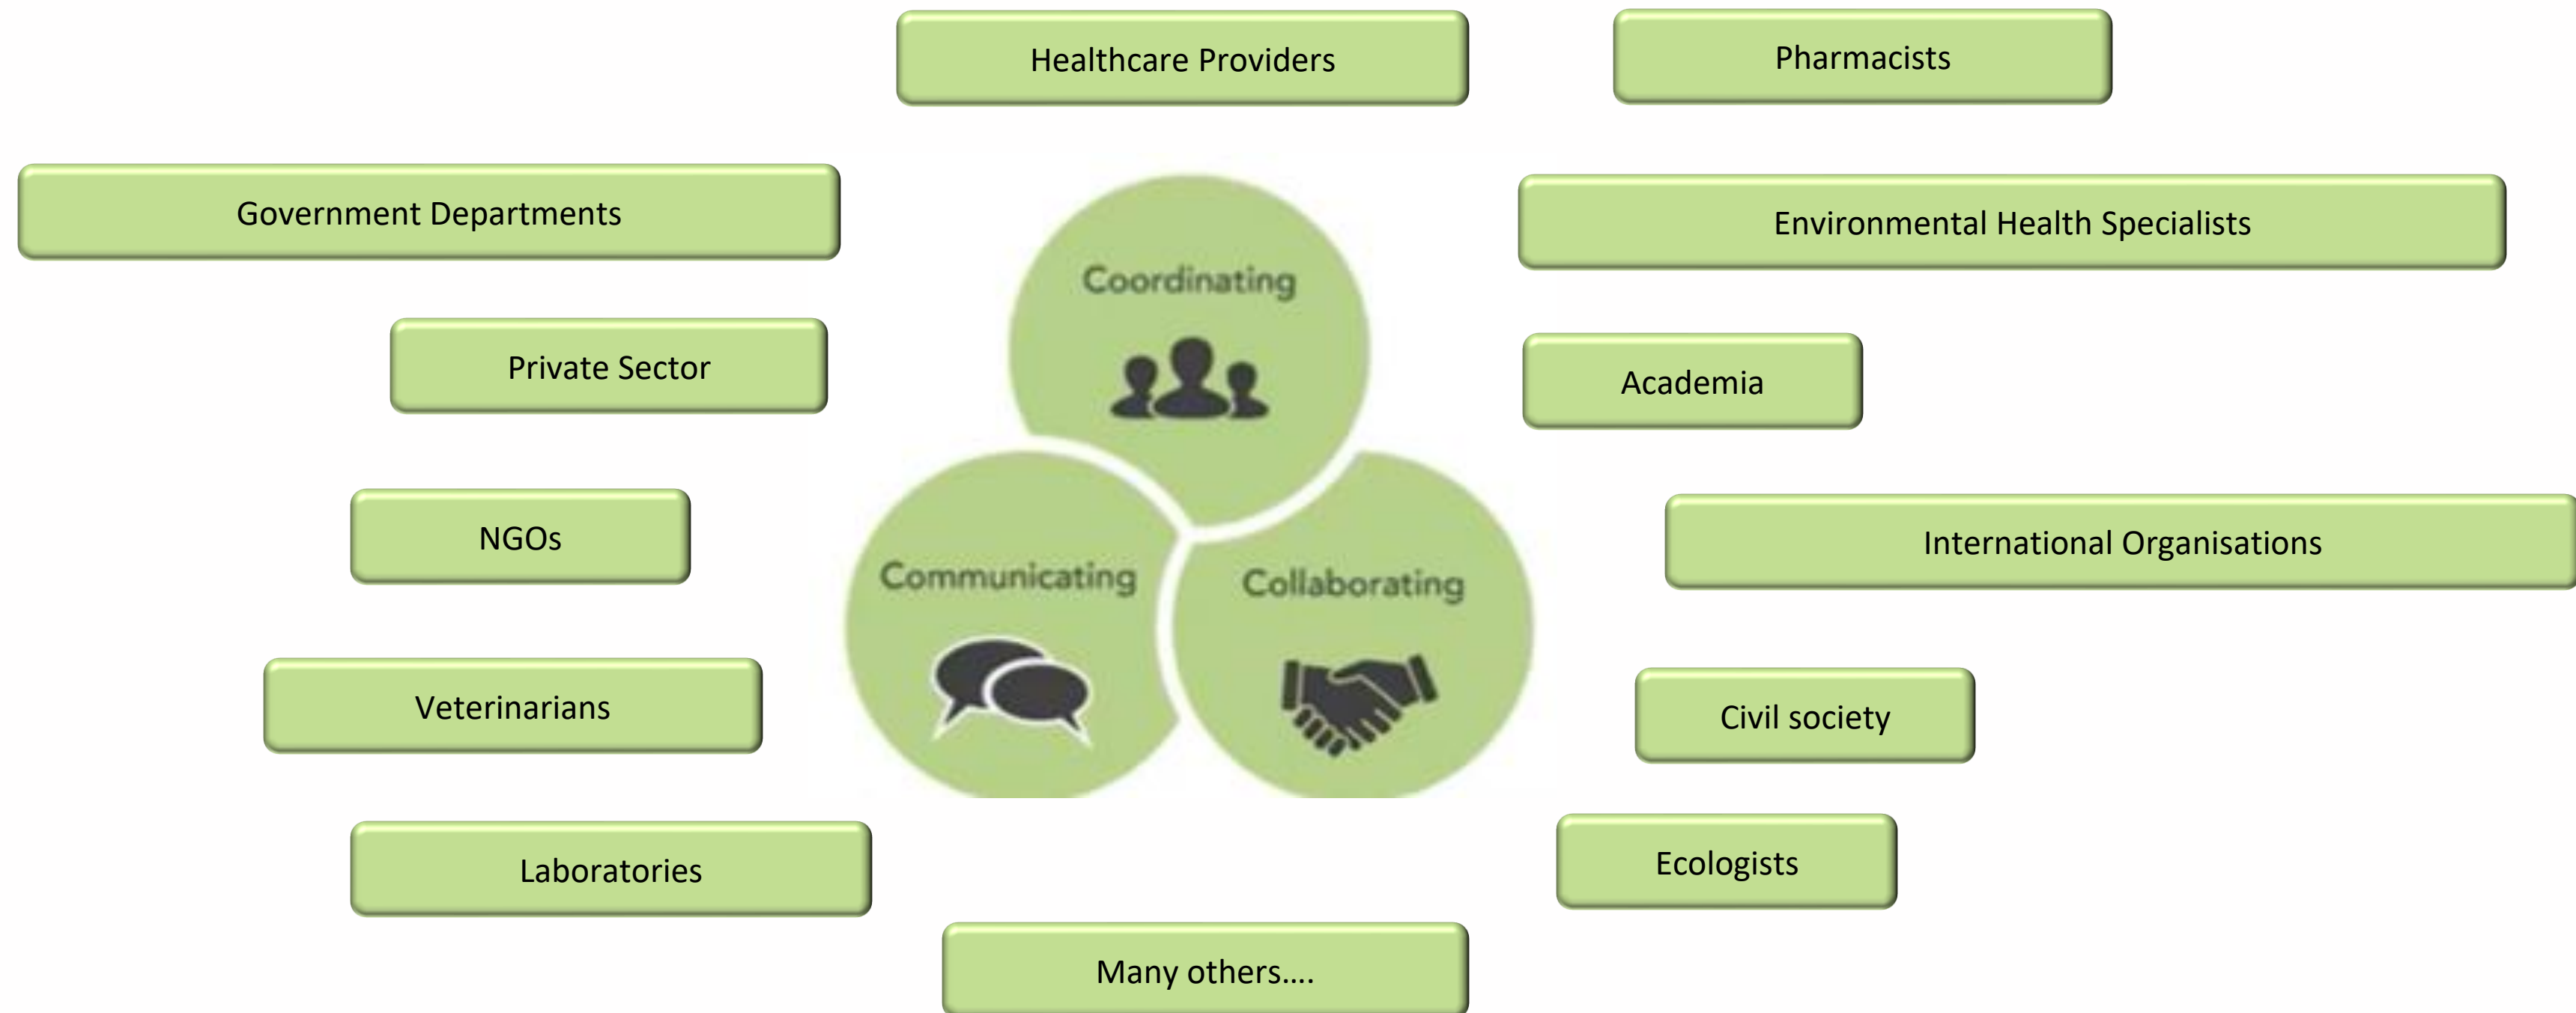 Healthcare Providers
Pharmacists
Government Departments
Environmental Health Specialists
Coordinating
Private Sector
Academia
NGOs
International Organisations
Communicating
Collaborating
Veterinarians
Civil society
Laboratories
Ecologists
Many others....